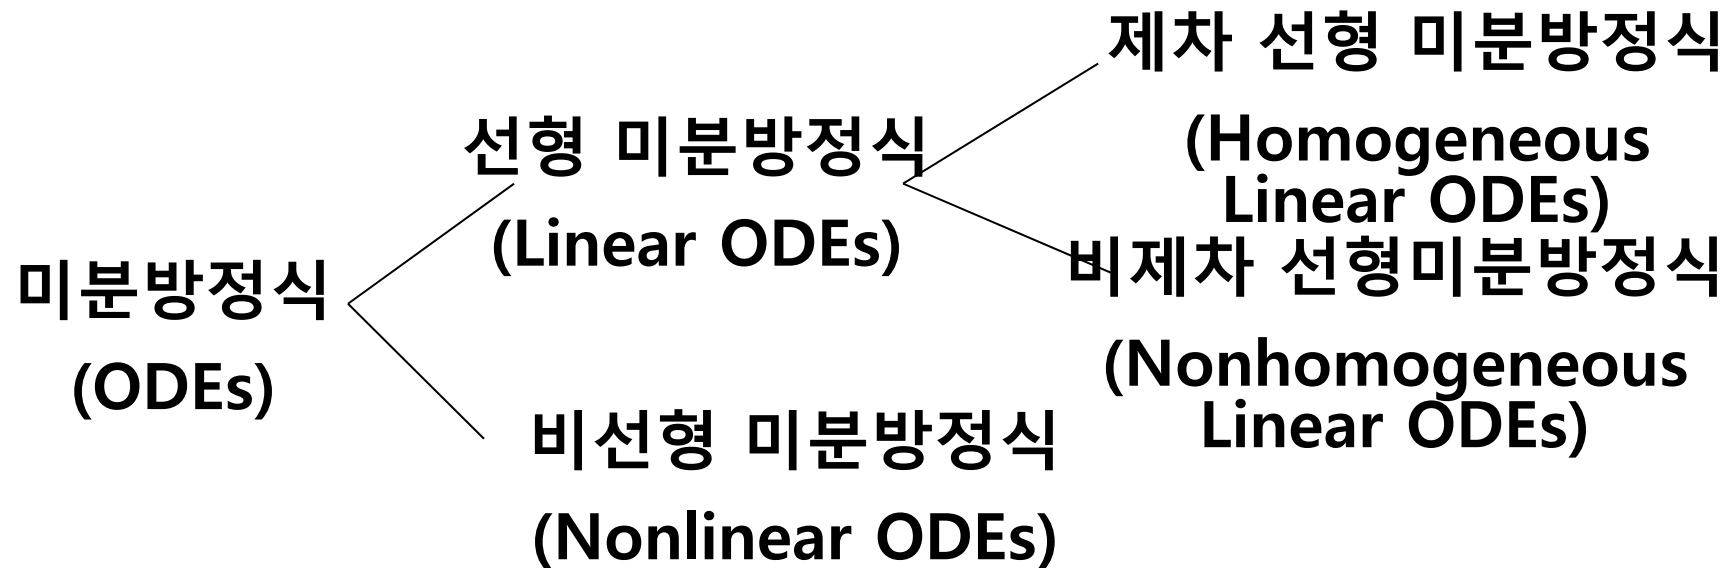 미분방정식
(ODEs)
선형 미분방정식
(Linear ODEs)
비선형 미분방정식
(Nonlinear ODEs)
제차 선형 미분방정식
(Homogeneous
Linear ODEs)
비제차 선형미분방정식
(Nonhomogeneous
Linear ODEs)